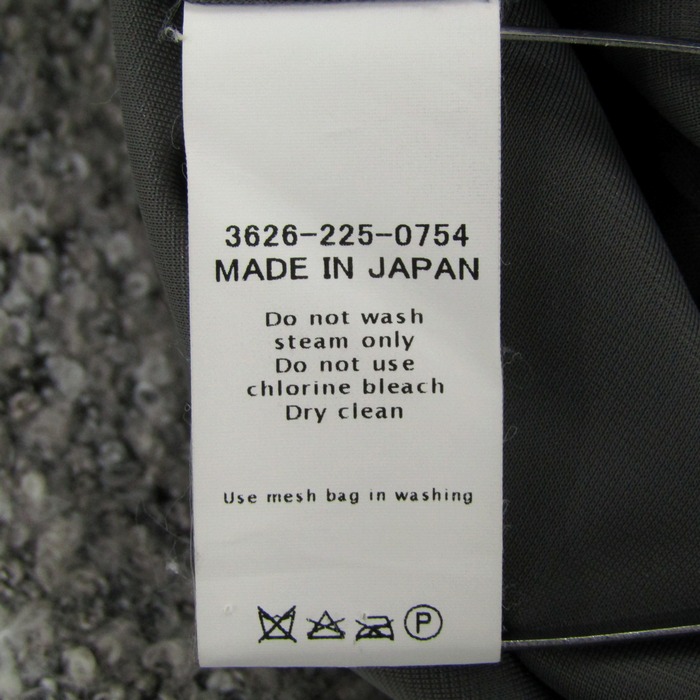 3626-225-0754
MADE IN JAPAN
Do not wash
steam only
Do not use
chlorine bleach
Dry clean
Use mesh bag in washing
P